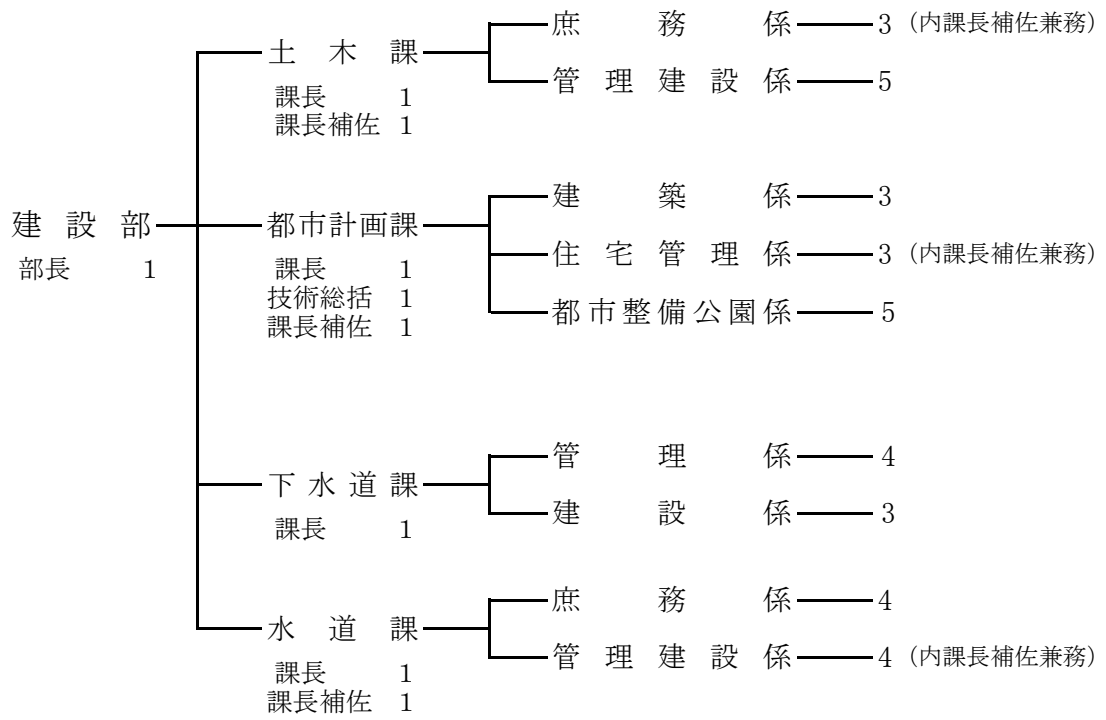 庶務係 3 (内課長補佐兼務)
土木課
管理建設係 5
課長 1
課長補佐 1
建築係 3
建設部 都市計画課
住宅管理係 3 (内課長補佐兼務)
部長 1
課長 1
技術総括 1
都市整備公園係 5
課長補佐 1
管理係 4
下水道課
建設係 3
課長 1
庶務係 4
水道課
管理建設係 4 (内課長補佐兼務)
課長 1
課長補佐 1